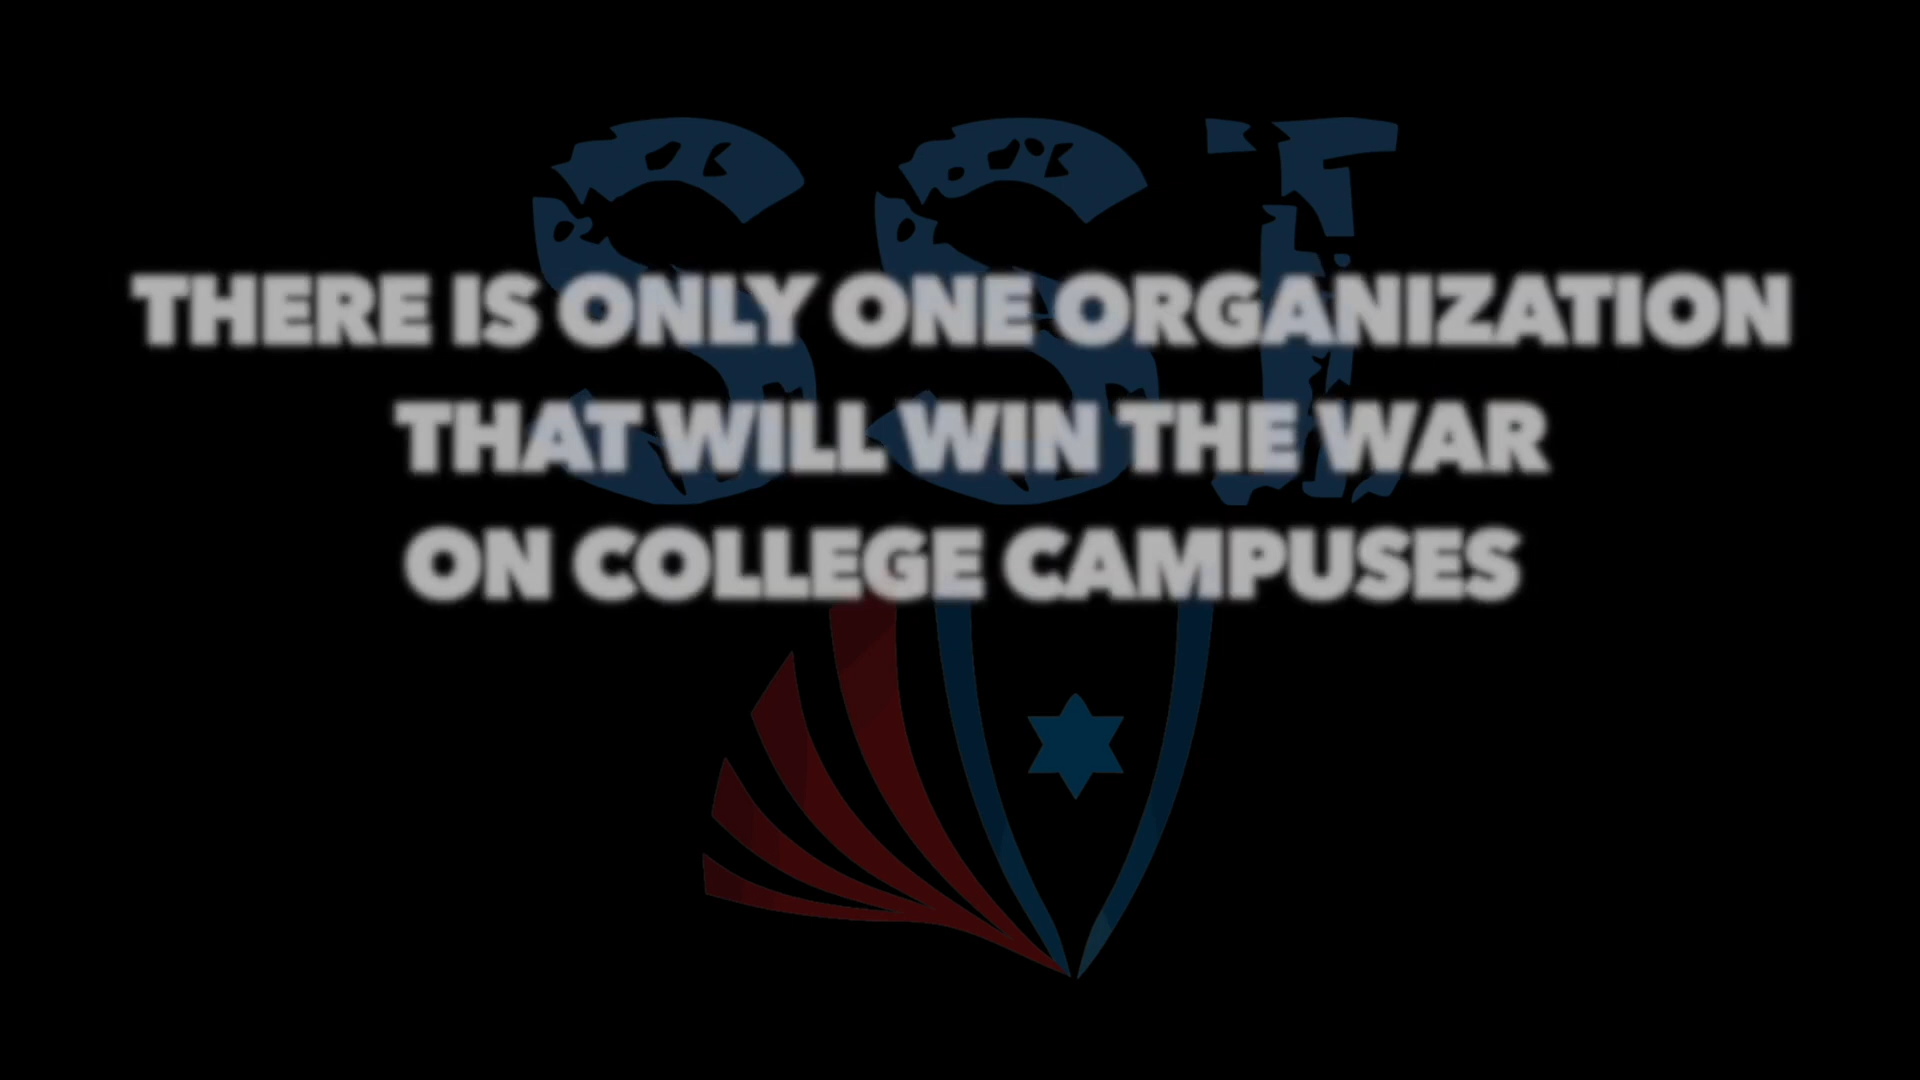 SSI
THERE IS ONLY ONE ORGANIZATION
THAT WILL WIN THE WAR
ON COLLEGE CAMPUSES